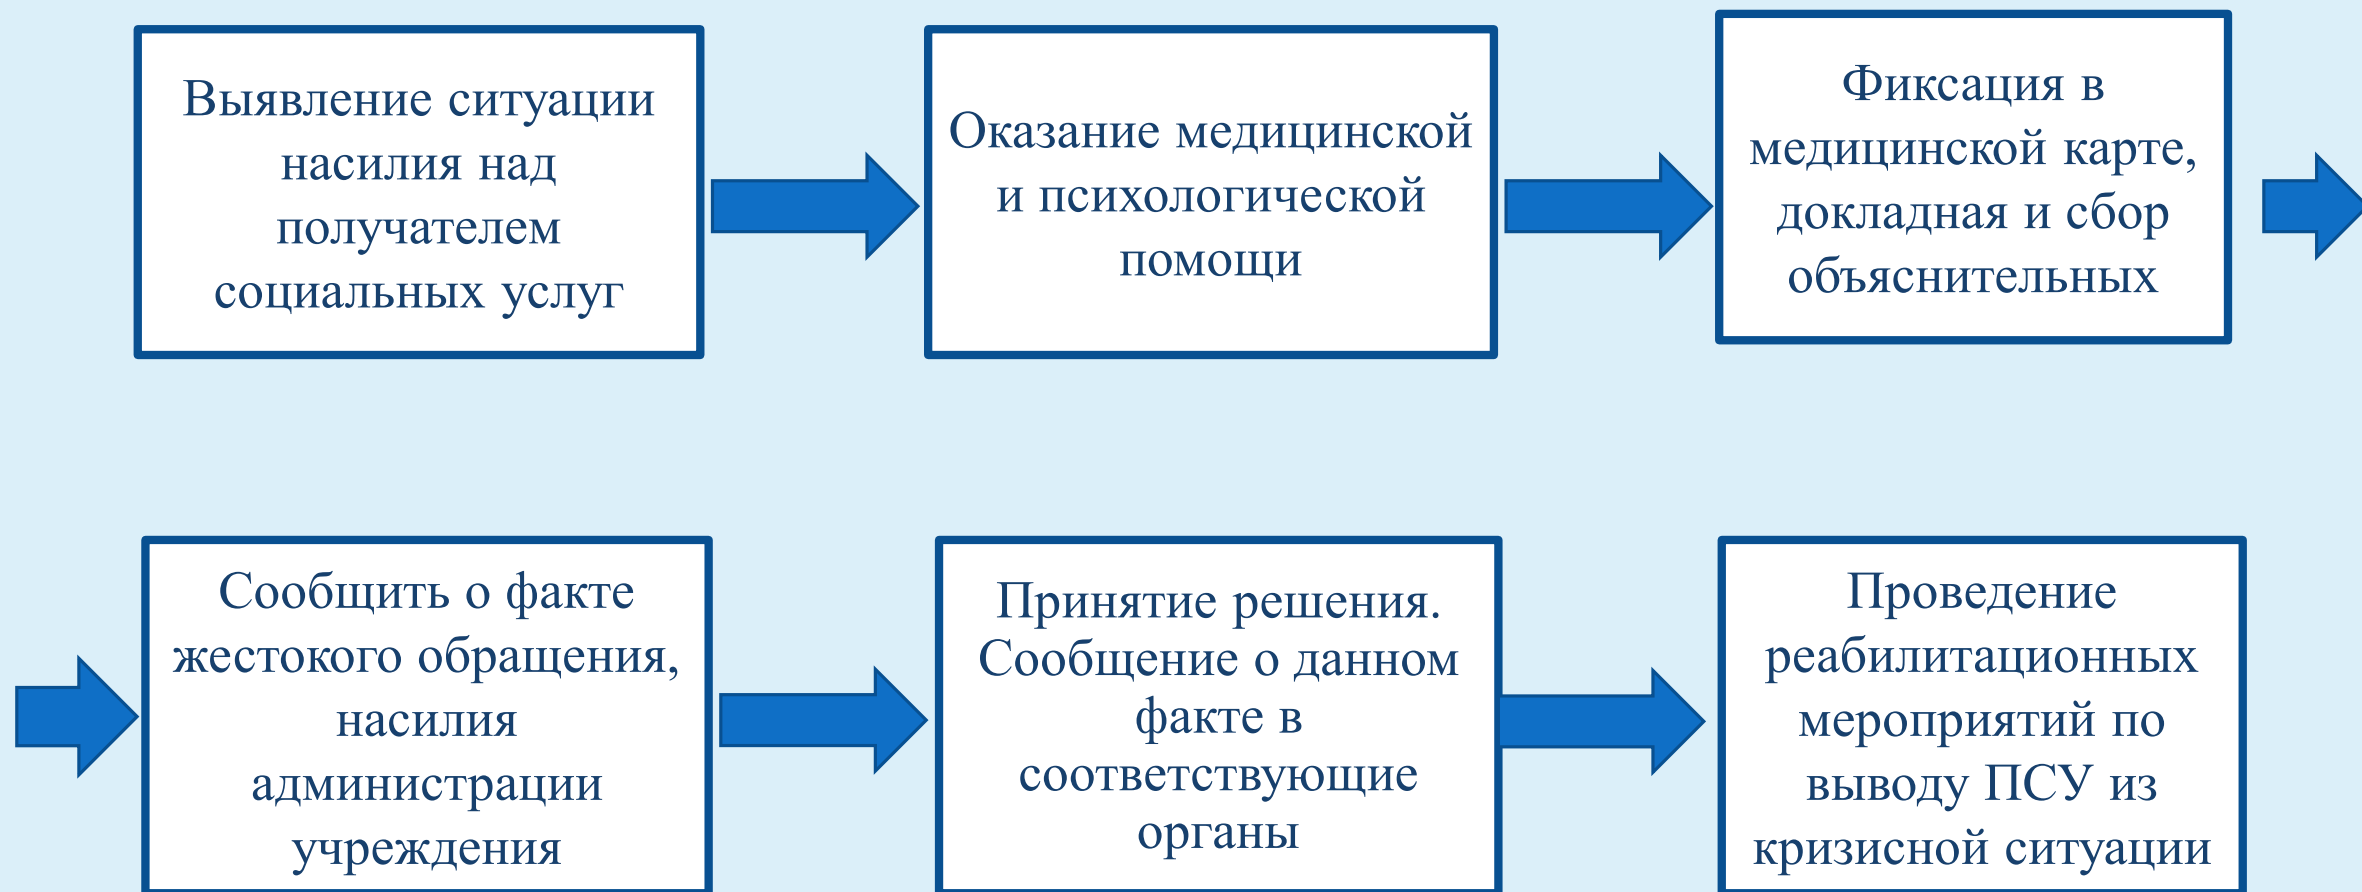 Выявление ситуации
насилия над
получателем
социальных услуг
Оказание медицинской
и психологической
помощи
Фиксация в
медицинской карте,
докладная и сбор
объяснительных
Сообщить о факте
жестокого обращения,
насилия
администрации
учреждения
Принятие решения.
Сообщение о данном
факте в
соответствующие
органы
Проведение
реабилитационных
мероприятий по
выводу ПСУ из
кризисной ситуации